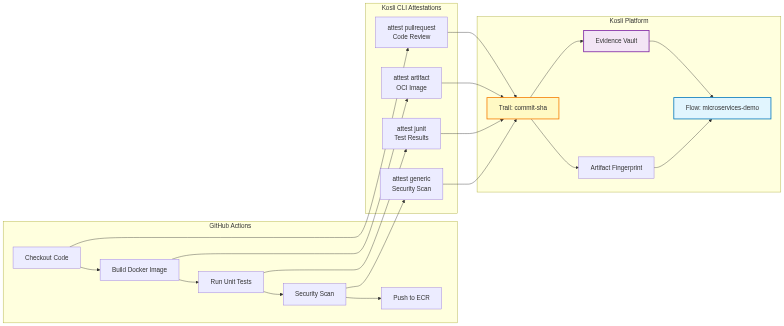 Kosli CLI Attestations
attest pullrequest
Code Review
attest artifact
OCI Image
attest junit
Test Results
attest generic
Security Scan
Kosli Platform
Evidence Vault
Trail: commit-sha
Flow: microservices-demo
Artifact Fingerprint
GitHub Actions
Checkout Code
Build Docker Image
Run Unit Tests
Security Scan
Push to ECR